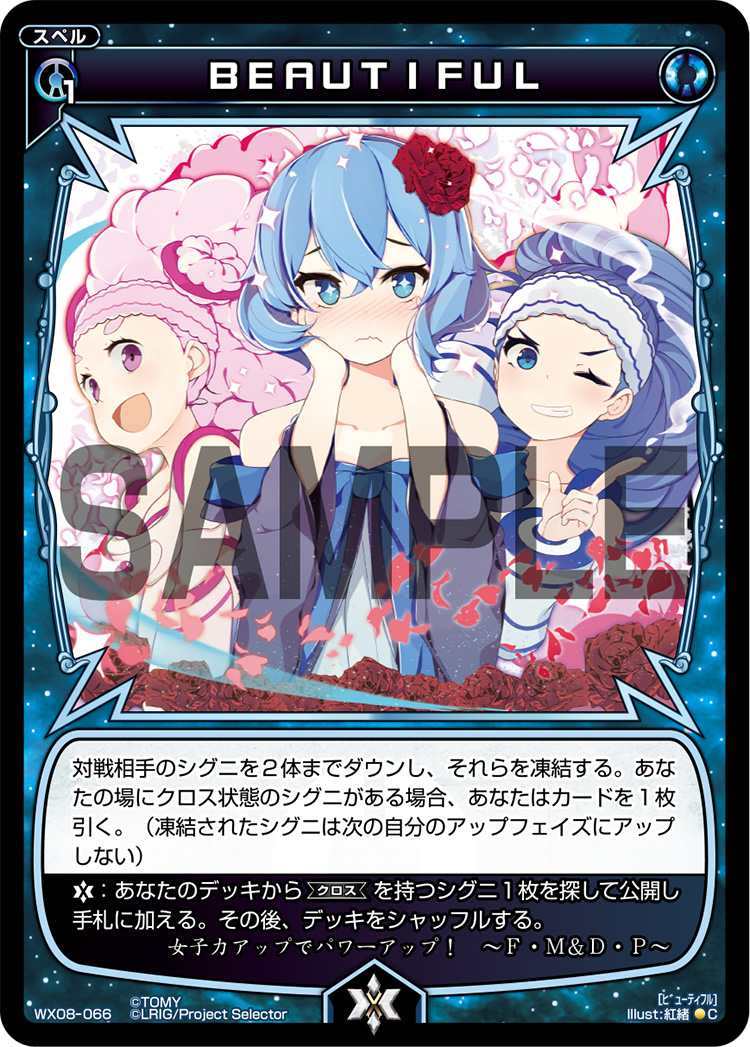 スペル
BEAUTIFUL
1
SAMPLE
対戦相手のシグニを２体までダウンし、それらを凍結する。あな
たの場にクロス状態のシグニがある場合、あなたはカードを１枚
引く。（凍結されたシグニは次の自分のアップフェイズにアップ
しない）
：あなたのデッキから クロス を持つシグニ１枚を探して公開し
手札に加える。その後、デッキをシャッフルする。
女子力アップでパワーアップ！　～Ｆ・Ｍ＆Ｄ・Ｐ～
WX08-066 ©TOMY ©LRIG/Project Selector
[ﾋﾞｭｰﾃｨﾌﾙ]
Illust:紅緒 C